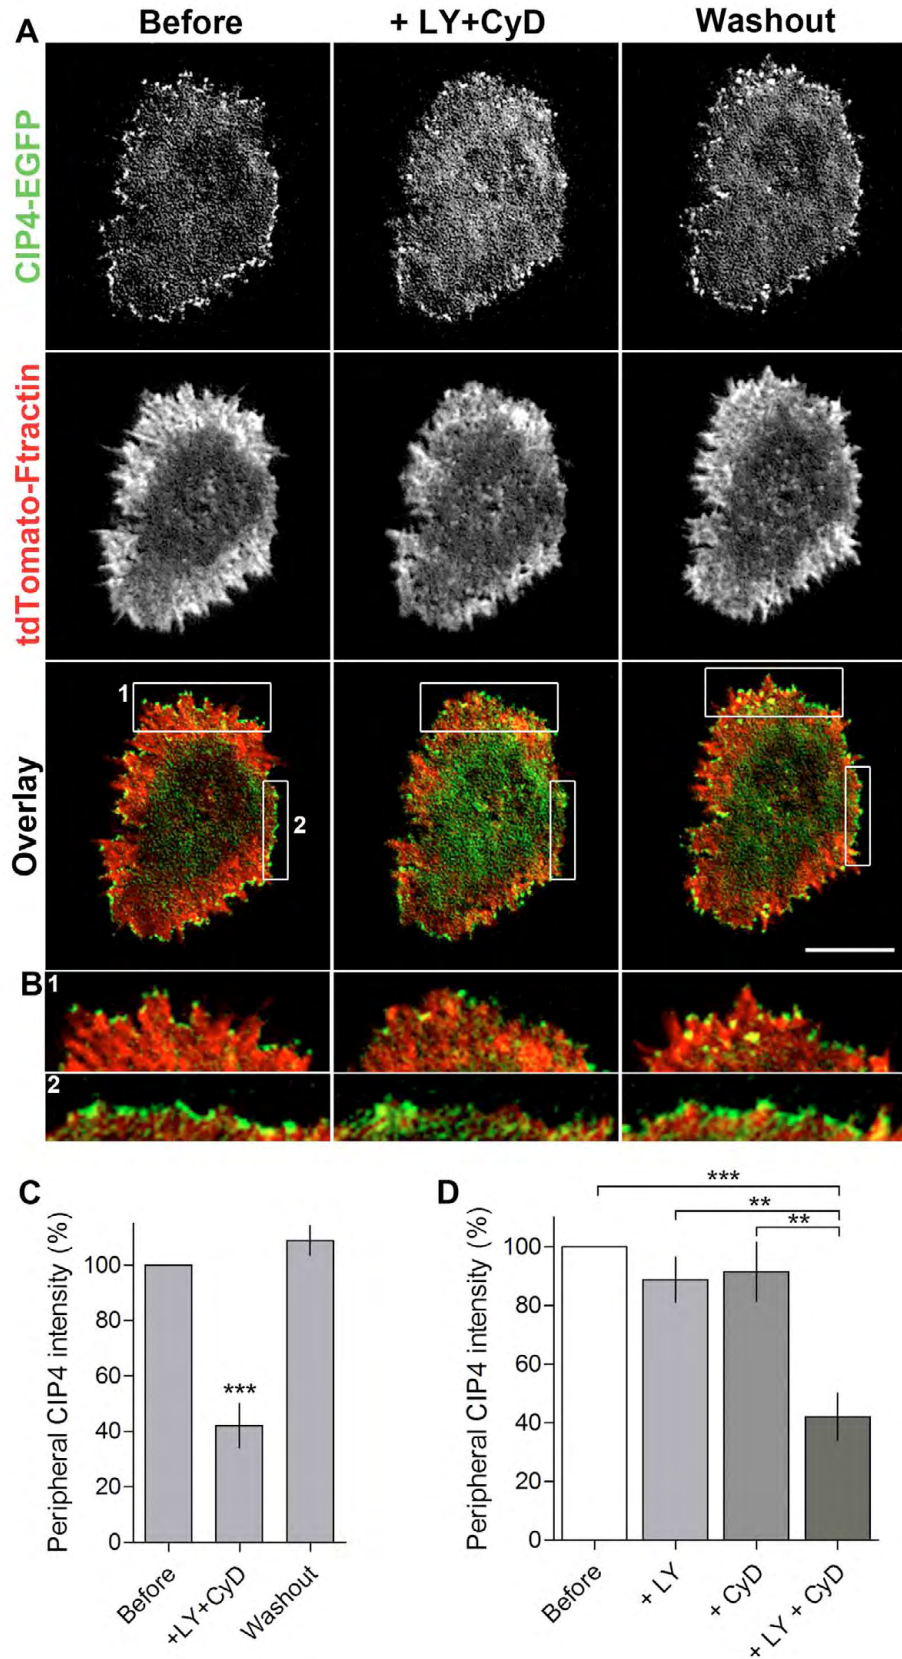 A
Before
+ LY+CyD
Washout
CIP4-EGFP
tdTomato-Ftractin
Overlay
1
2
B
1
2
C
D
Peripheral CIP4 intensity (%)
100
80
60
40
20
0
***
Before
+LY+CyD
Washout
Peripheral CIP4 intensity (%)
100
80
60
40
20
0
***
**
**
Before
+ LY
+ CyD
+ LY + CyD